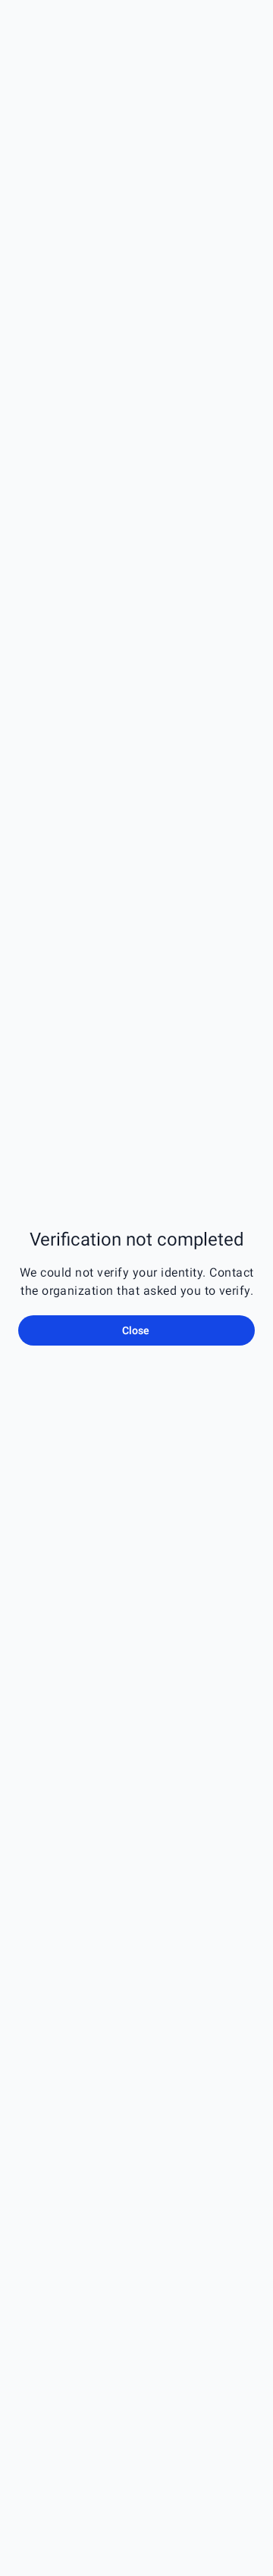 Verification not completed
We could not verify your identity. Contact
the organization that asked you to verify.
Close